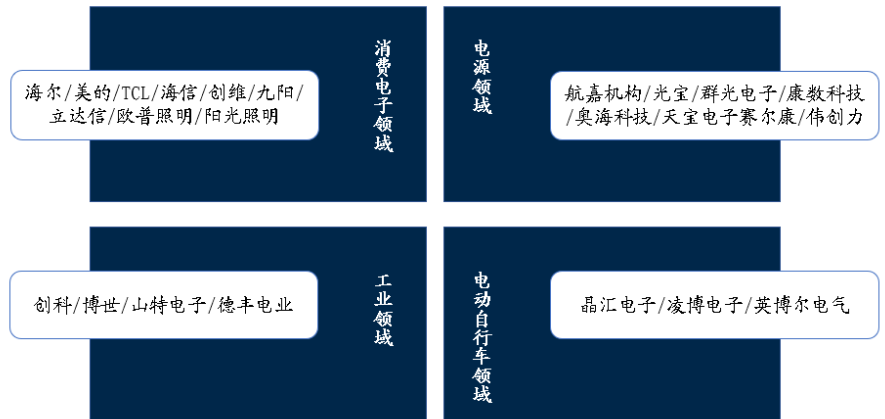 消费电子领域
海尔/美的/TCL/海信/创维/九阳/
立达信/欧普照明/阳光照明
电源领域
航嘉机构/光宝/群光电子/康数科技
/奥海科技/天宝电子赛尔康/伟创力
工业领域
创科/博世/山特电子/德丰电业
电动自行车领域
晶汇电子/凌博电子/英博尔电气